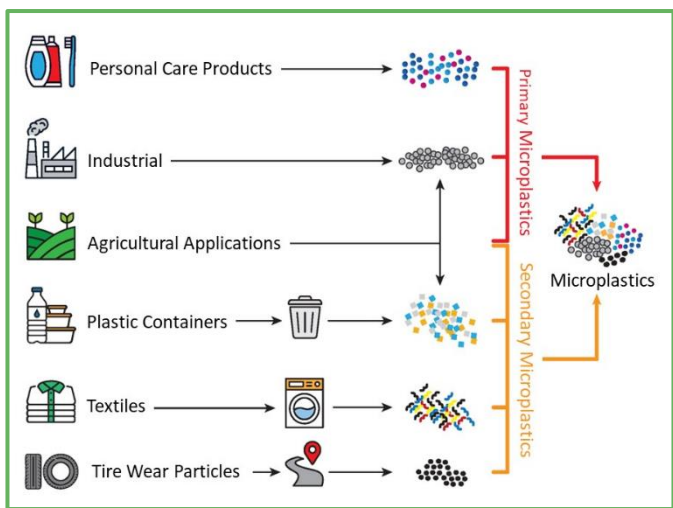 Personal Care Products
Industrial
Agricultural Applications
Plastic Containers
Textiles
Tire Wear Particles
Primary Microplastics
Secondary Microplastics
Microplastics